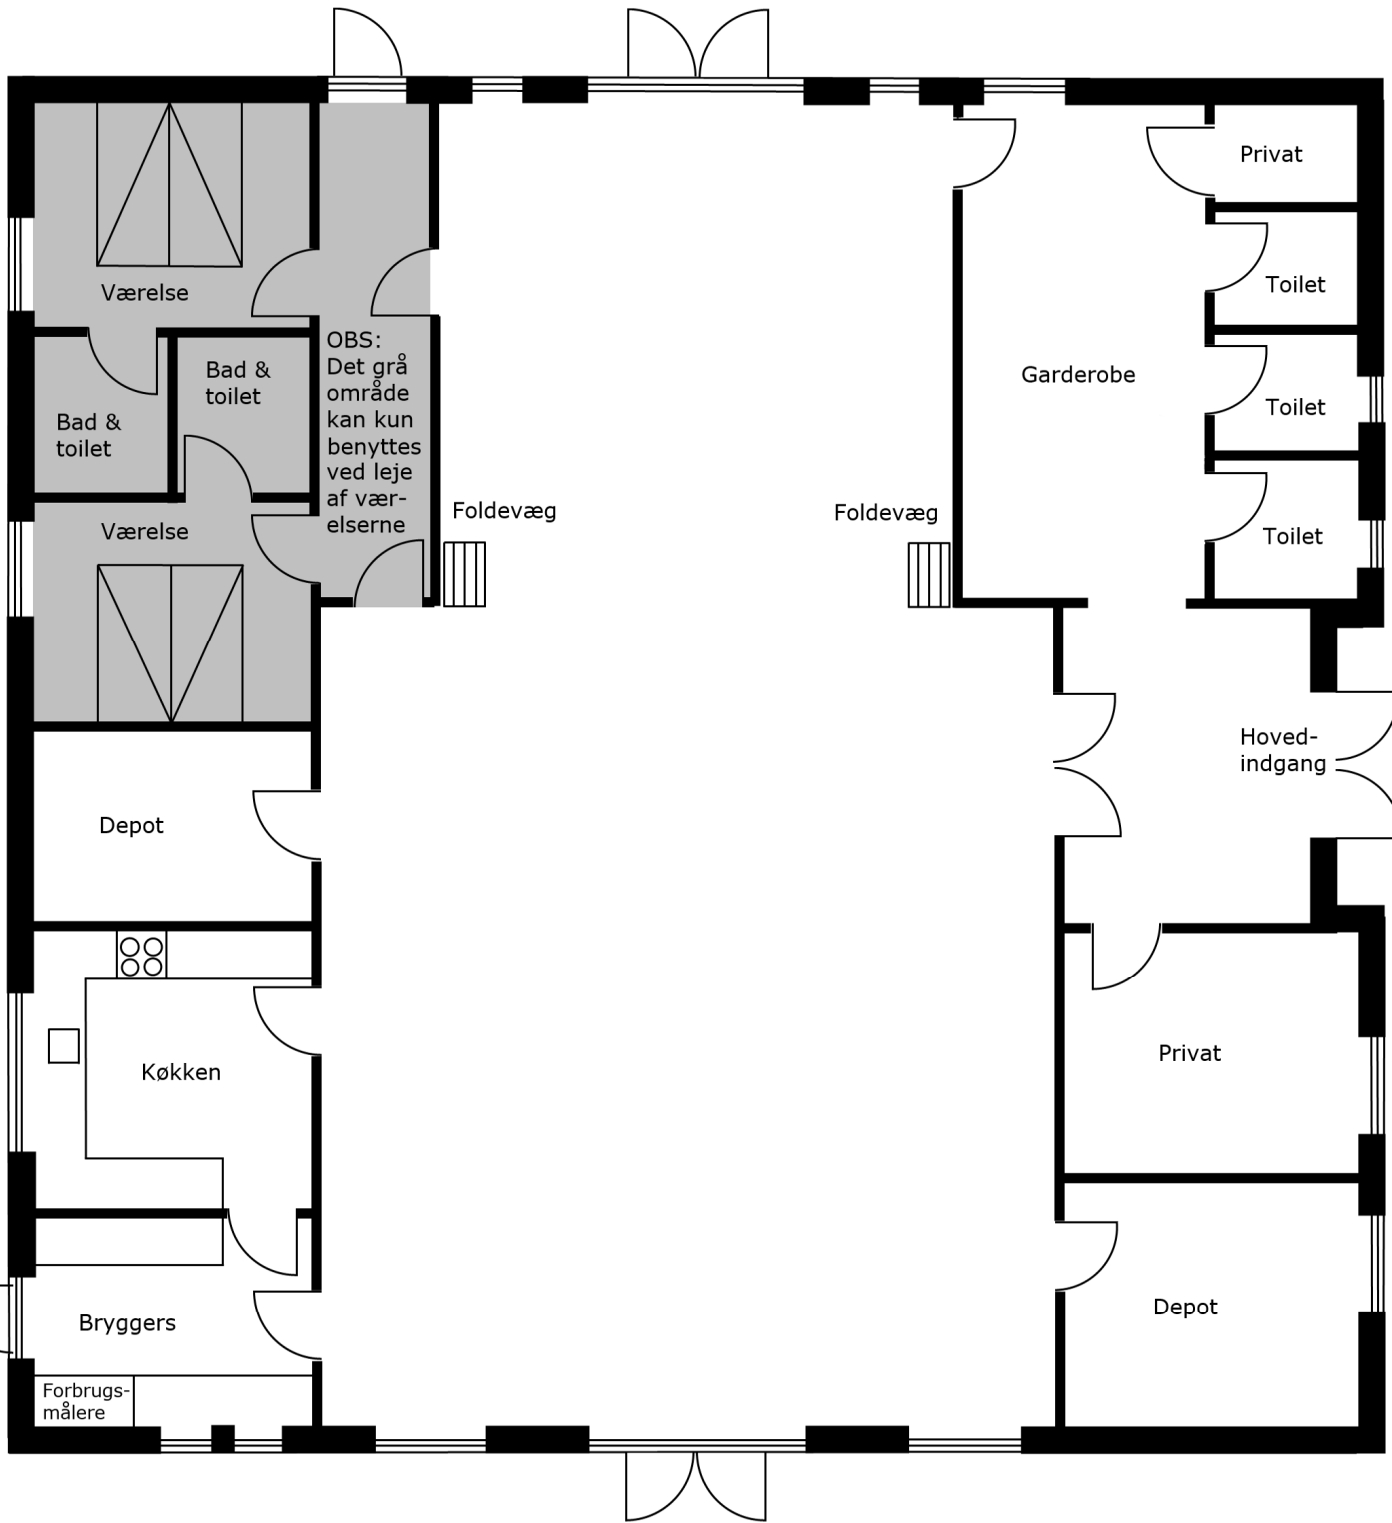 Privat
Toilet
Værelse
OBS:
Det grå
område
kan kun
benyttes
ved leje
af vær-
elserne
Bad &
toilet
Bad &
toilet
Garderobe
Toilet
Foldevæg
Foldevæg
Værelse
Toilet
Hoved-
indgang
Depot
Køkken
Privat
Bryggers
Depot
Forbrugs-
målere